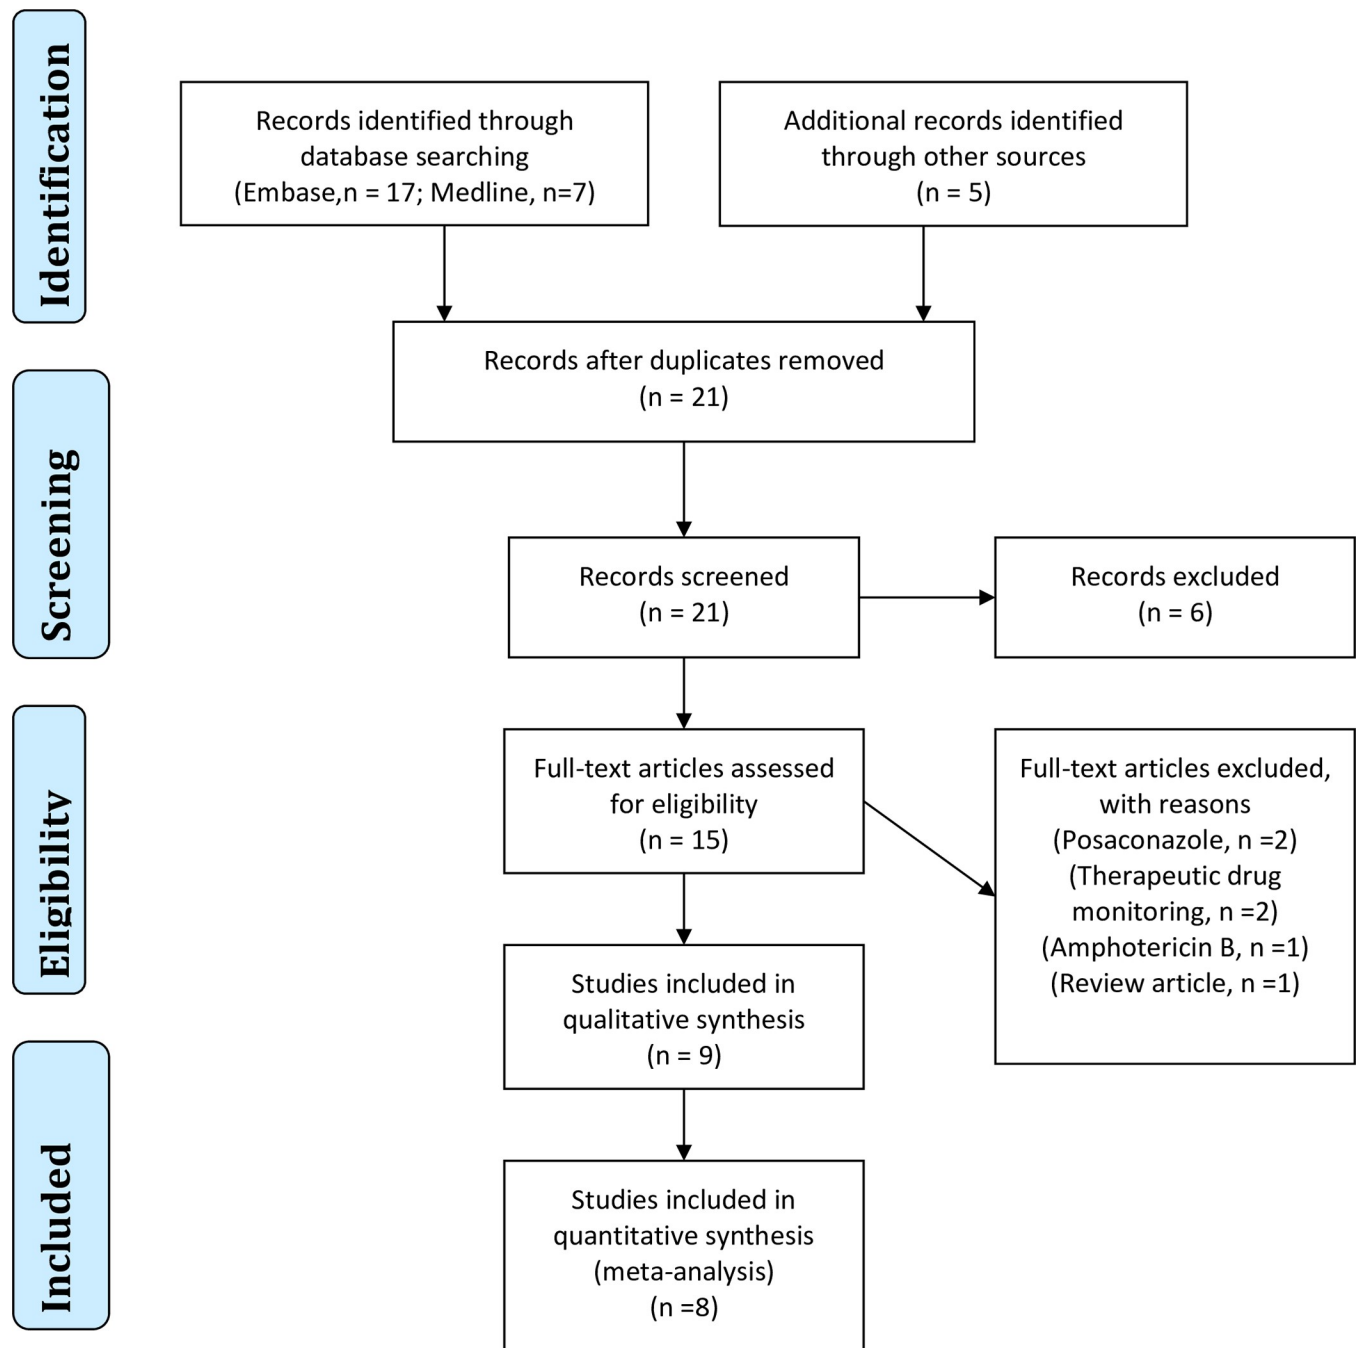 Identification
Records identified through
database searching
(Embase,n = 17; Medline, n=7)
Additional records identified
through other sources
(n = 5)
Records after duplicates removed
(n = 21)
Screening
Records screened
(n = 21)
Records excluded
(n = 6)
Eligibility
Full-text articles assessed
for eligibility
(n = 15)
Full-text articles excluded,
with reasons
(Posaconazole, n =2)
(Therapeutic drug
monitoring, n =2)
(Amphotericin B, n =1)
(Review article, n =1)
Studies included in
qualitative synthesis
(n = 9)
Included
Studies included in
quantitative synthesis
(meta-analysis)
(n =8)